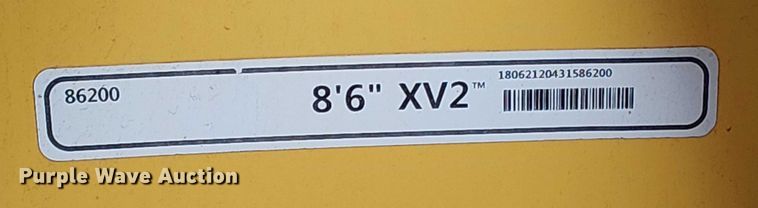 86200
8'6" XV2™
18062120431586200
Purple Wave Auction